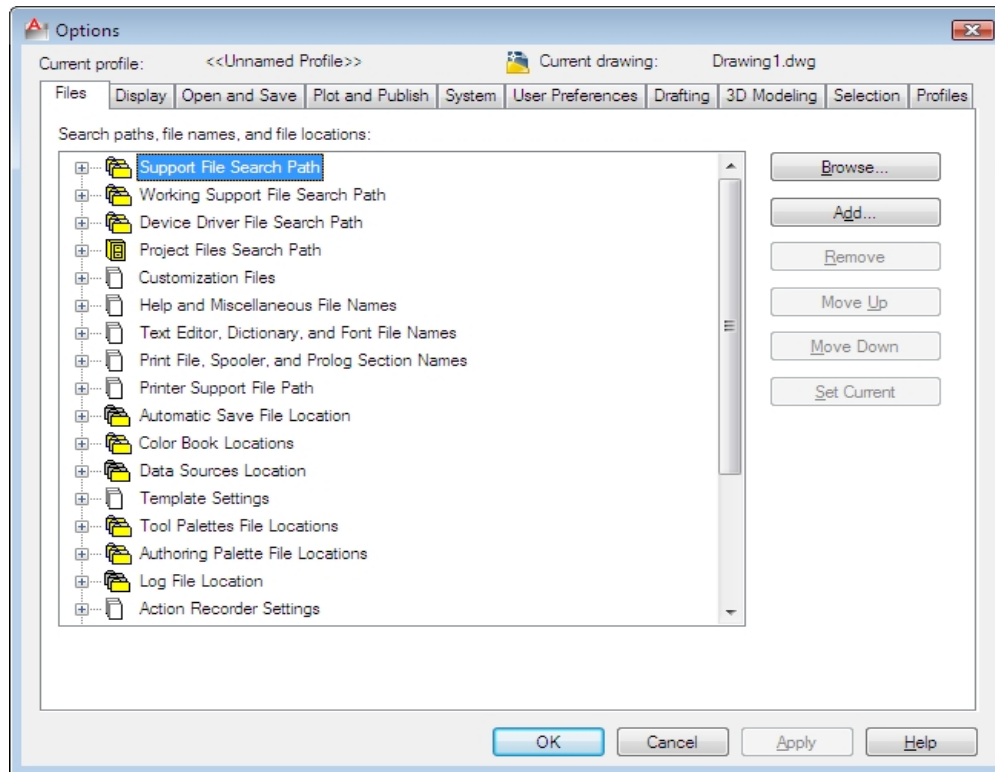 Options
Current profile: <<Unnamed Profile>> Current drawing: Drawing1.dwg
Files Display Open and Save Plot and Publish System User Preferences Drafting 3D Modeling Selection Profiles
Search paths, file names, and file locations:
Support File Search Path
Working Support File Search Path
Device Driver File Search Path
Project Files Search Path
Customization Files
Help and Miscellaneous File Names
Text Editor, Dictionary, and Font File Names
Print File, Spooler, and Prolog Section Names
Printer Support File Path
Automatic Save File Location
Color Book Locations
Data Sources Location
Template Settings
Tool Palettes File Locations
Authoring Palette File Locations
Log File Location
Action Recorder Settings
Browse...
Add...
Remove
Move Up
Move Down
Set Current
OK Cancel Apply Help